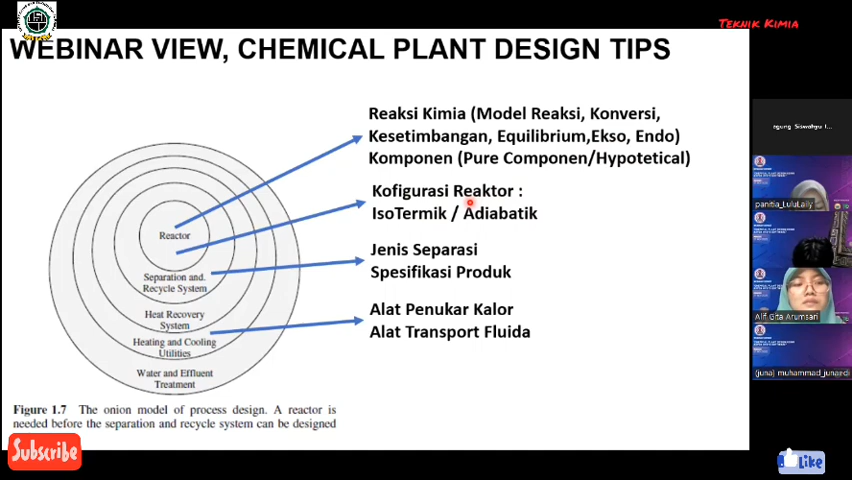 TEKNIK KIMIA
WEBINAR VIEW, CHEMICAL PLANT DESIGN TIPS
Reaksi Kimia (Model Reaksi, Konversi,
Kesetimbangan, Equilibrium,Ekso, Endo)
Komponen (Pure Componen/Hypotetical)
Kofigurasi Reaktor :
IsoTermik / Adiabatik
Jenis Separasi
Spesifikasi Produk
Alat Penukar Kalor
Alat Transport Fluida
Reactor
Separation and
Recycle System
Heat Recovery
System
Heating and Cooling
Utilities
Water and Effluent
Treatment
Figure 1.7 The onion model of process design. A reactor is
needed before the separation and recycle system can be designed
Subscribe
Like
panitia_LulaLally
Alif Gita Arumsari
(juna) muhammad_junaedi